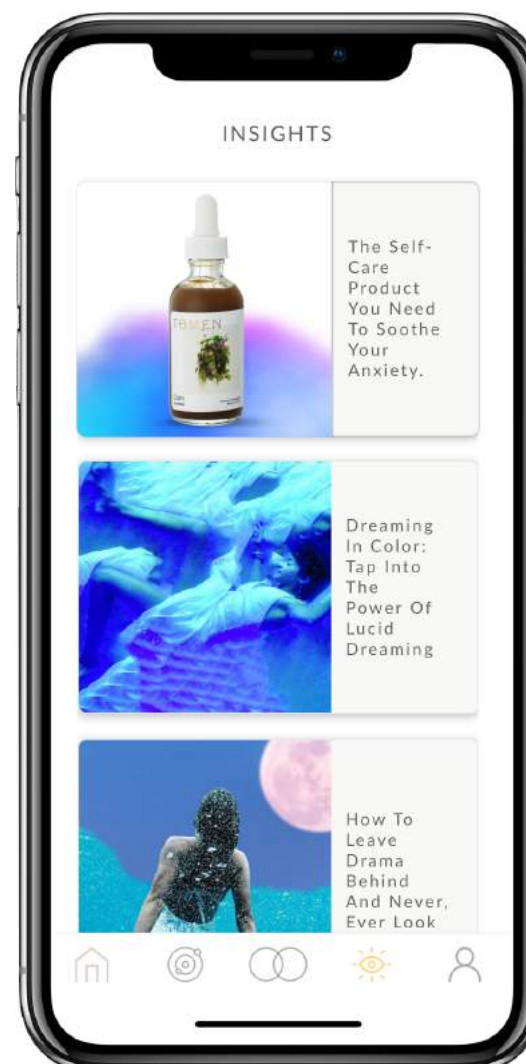 INSIGHTS
The Self-
Care
Product
You Need
To Soothe
Your
Anxiety.
Dreaming
In Color:
Tap Into
The
Power Of
Lucid
Dreaming
How To
Leave
Drama
Behind
And Never,
Ever Look